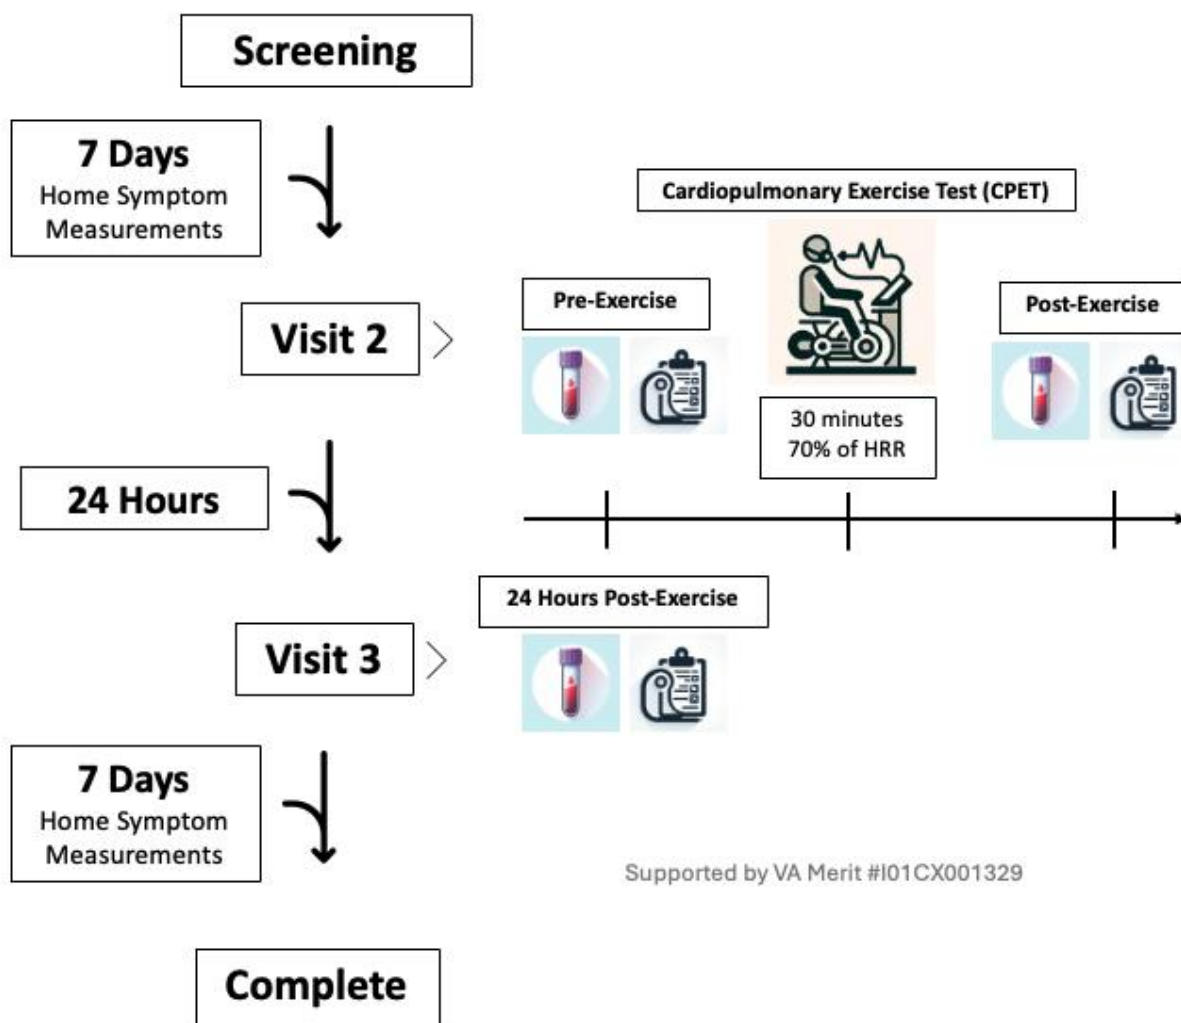 Screening
7 Days
Home Symptom
Measurements
Cardiopulmonary Exercise Test (CPET)
Pre-Exercise
Post-Exercise
Visit 2
30 minutes
70% of HRR
24 Hours
24 Hours Post-Exercise
Visit 3
7 Days
Home Symptom
Measurements
Supported by VA Merit #I01CX001329
Complete